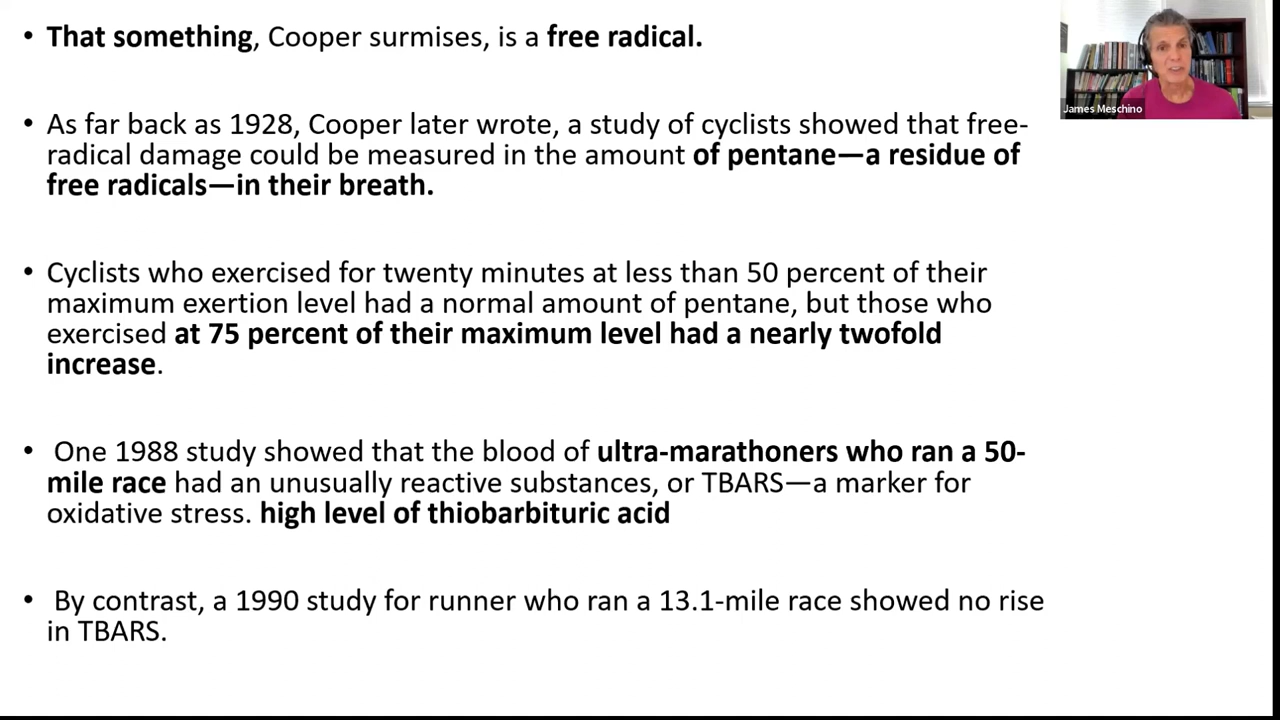 • That something, Cooper surmises, is a free radical.
James Meschino
• As far back as 1928, Cooper later wrote, a study of cyclists showed that free-
radical damage could be measured in the amount of pentane—a residue of
free radicals—in their breath.
• Cyclists who exercised for twenty minutes at less than 50 percent of their
maximum exertion level had a normal amount of pentane, but those who
exercised at 75 percent of their maximum level had a nearly twofold
increase.
• One 1988 study showed that the blood of ultra-marathoners who ran a 50-
mile race had an unusually reactive substances, or TBARS—a marker for
oxidative stress. high level of thiobarbituric acid
• By contrast, a 1990 study for runner who ran a 13.1-mile race showed no rise
in TBARS.